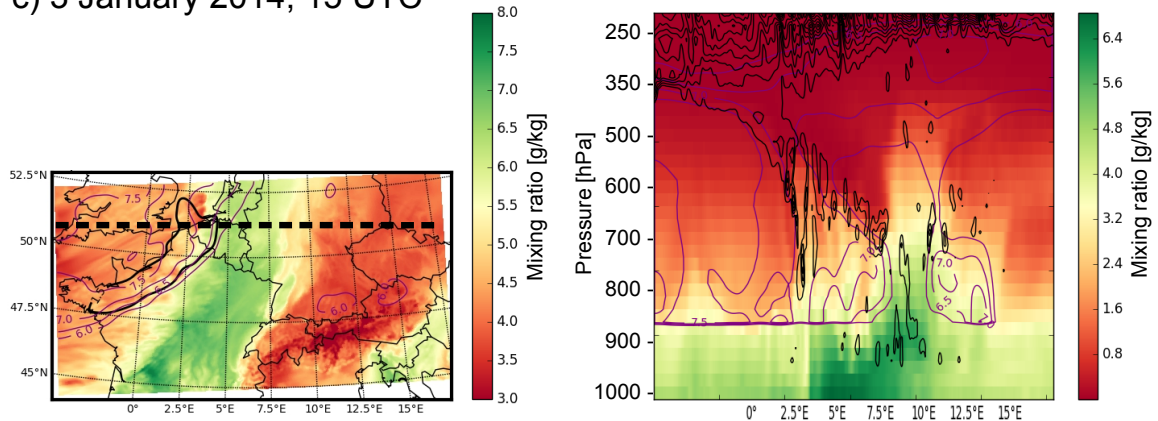 c) 3 January 2014, 15 UTC
52.5°N
50°N
47.5°N
45°N
0°
2.5°E
5°E
7.5°E
10°E
12.5°E
15°E
7.5
6.5
7.0
6.0
6.0
8.0
7.5
7.0
6.5
6.0
5.5
5.0
4.5
4.0
3.5
3.0
Mixing ratio [g/kg]
Pressure [hPa]
250
350
500
600
700
800
900
1000
0°
2.5°E
5°E
7.5°E
10°E
12.5°E
15°E
7.5
7.0
7.0
6.5
6.4
5.6
4.8
4.0
3.2
2.4
1.6
0.8
Mixing ratio [g/kg]